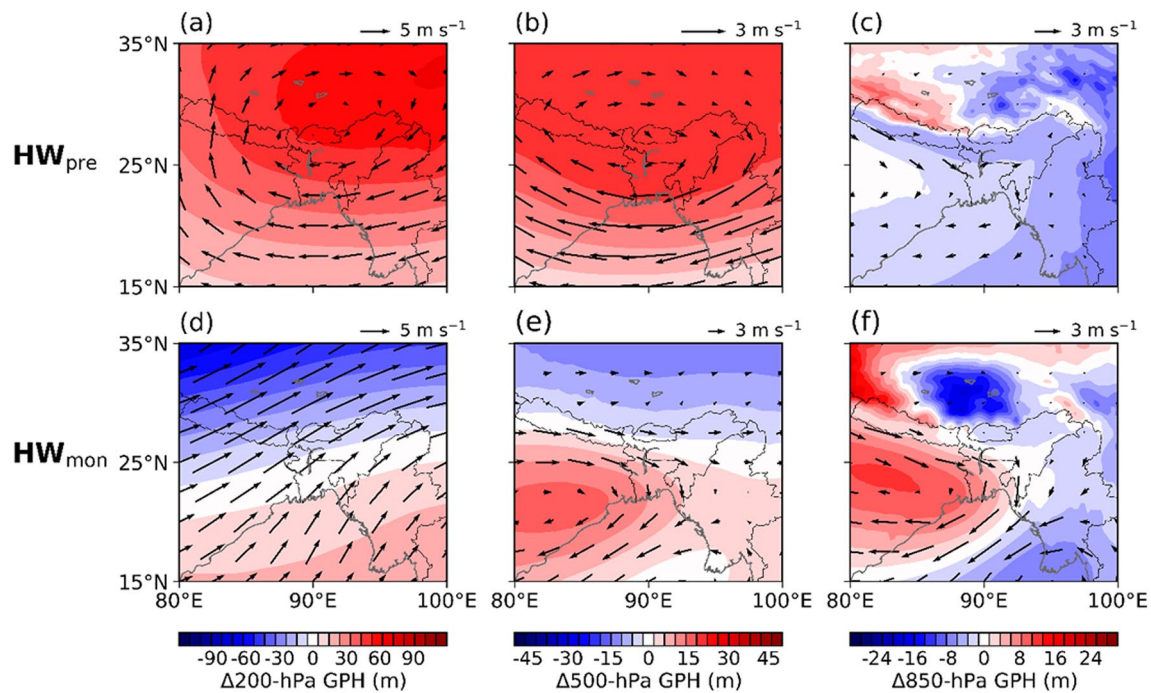 (a) 5 m s⁻¹ (b) 3 m s⁻¹ (c) 3 m s⁻¹
35°N
HWpre 25°N
15°N
(d) 5 m s⁻¹ (e) 3 m s⁻¹ (f) 3 m s⁻¹
35°N
HWmon 25°N
15°N
80°E 90°E 100°E 80°E 90°E 100°E 80°E 90°E 100°E
-90 -60 -30 0 30 60 90 -45 -30 -15 0 15 30 45 -24 -16 -8 0 8 16 24
Δ200-hPa GPH (m) Δ500-hPa GPH (m) Δ850-hPa GPH (m)